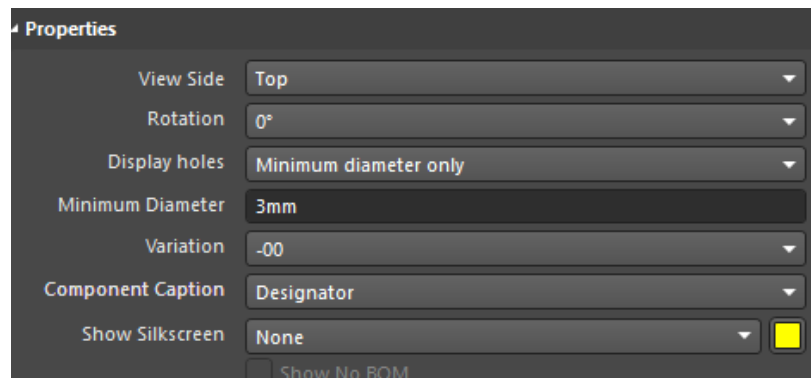 Properties
View Side Top
Rotation 0°
Display holes Minimum diameter only
Minimum Diameter 3mm
Variation -00
Component Caption Designator
Show Silkscreen None
Show No BOM